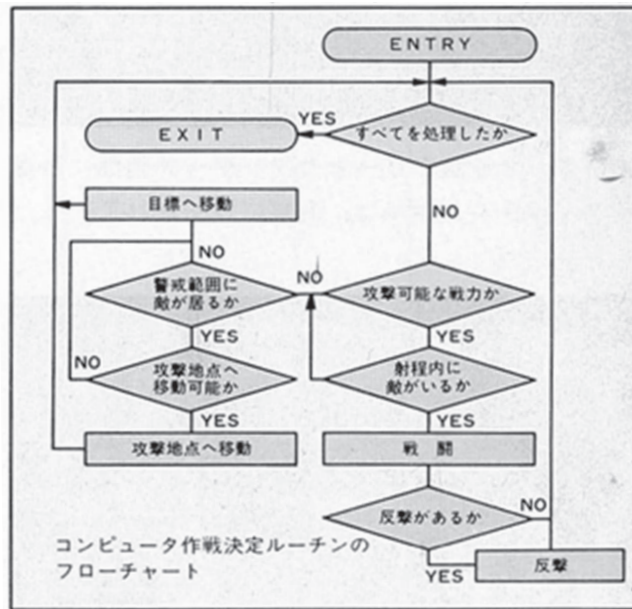 ENTRY
YES
すべてを処理したか
EXIT
目標へ移動
NO
NO
警戒範囲に
敵が居るか
NO
攻撃可能な戦力か
YES
YES
NO
攻撃地点へ
移動可能か
射程内に
敵がいるか
YES
YES
攻撃地点へ移動
戦闘
反撃があるか
NO
YES
反撃
コンピュータ作戦決定ルーチンの
フローチャート